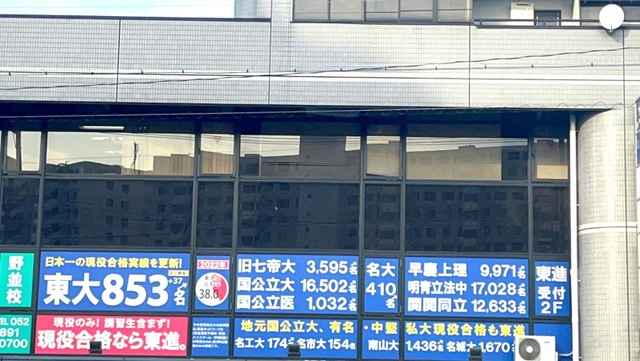 野並校
TEL 052
891
0700
日本一の現役合格実績を更新!
東大853名
+37名
現役のみ!講習生含まず!
現役合格なら東進。
2022年
38.0
旧七帝大 3,595名
国公立大 16,502名
国公立医 1,032名
名大
410名
早慶上理 9,971名
明青立法中 17,028名
関関同立 12,633名
東進
受付
2F
地元国公立大、有名・中堅私大現役合格も東進
名工大 174名 名市大 154名 南山大 1,436名 名城大 1,670名